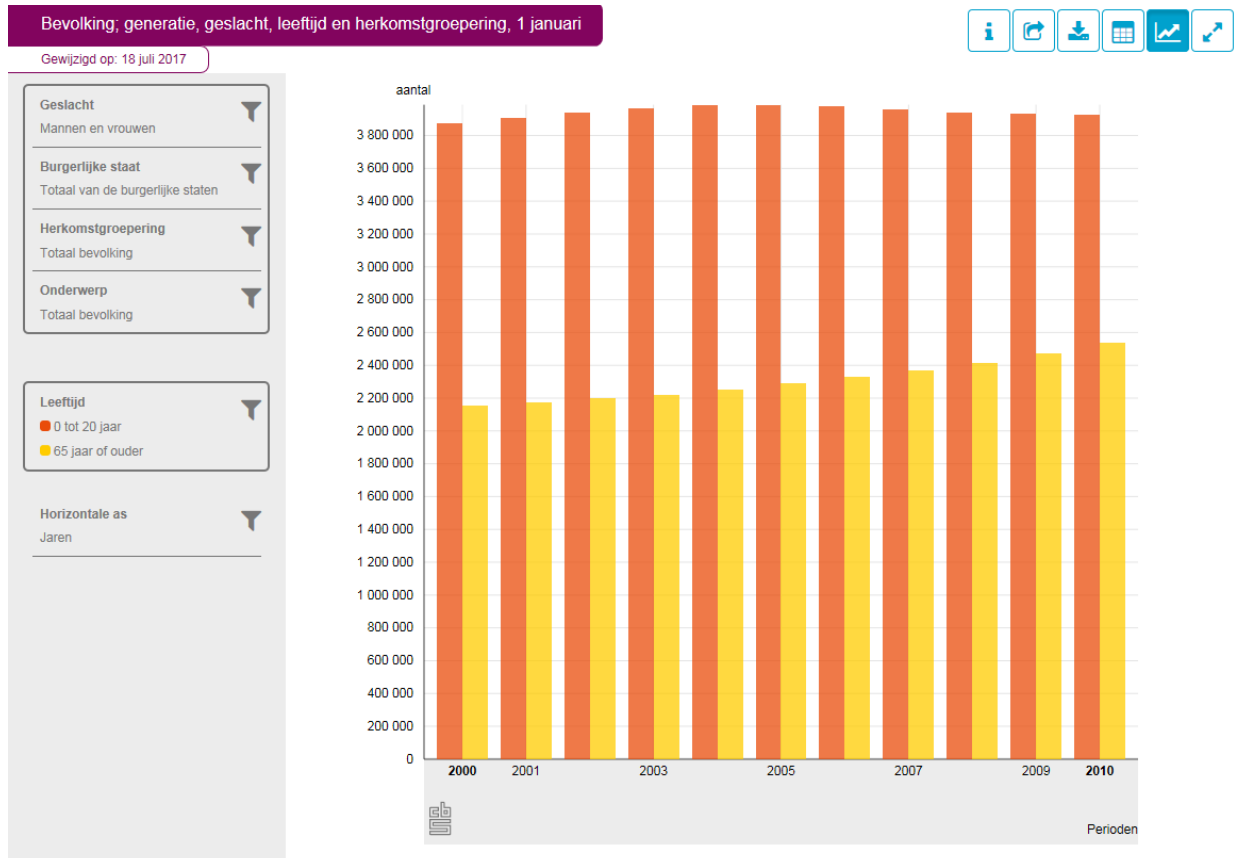 Bevolking; generatie, geslacht, leeftijd en herkomstgroepering, 1 januari
Gewijzigd op: 18 juli 2017
Geslacht
Mannen en vrouwen
Burgerlijke staat
Totaal van de burgerlijke staten
Herkomstgroepering
Totaal bevolking
Onderwerp
Totaal bevolking
Leeftijd
0 tot 20 jaar
65 jaar of ouder
Horizontale as
Jaren
aantal
3 800 000
3 600 000
3 400 000
3 200 000
3 000 000
2 800 000
2 600 000
2 400 000
2 200 000
2 000 000
1 800 000
1 600 000
1 400 000
1 200 000
1 000 000
800 000
600 000
400 000
200 000
0
2000 2001 2003 2005 2007 2009 2010
cbs
Perioden